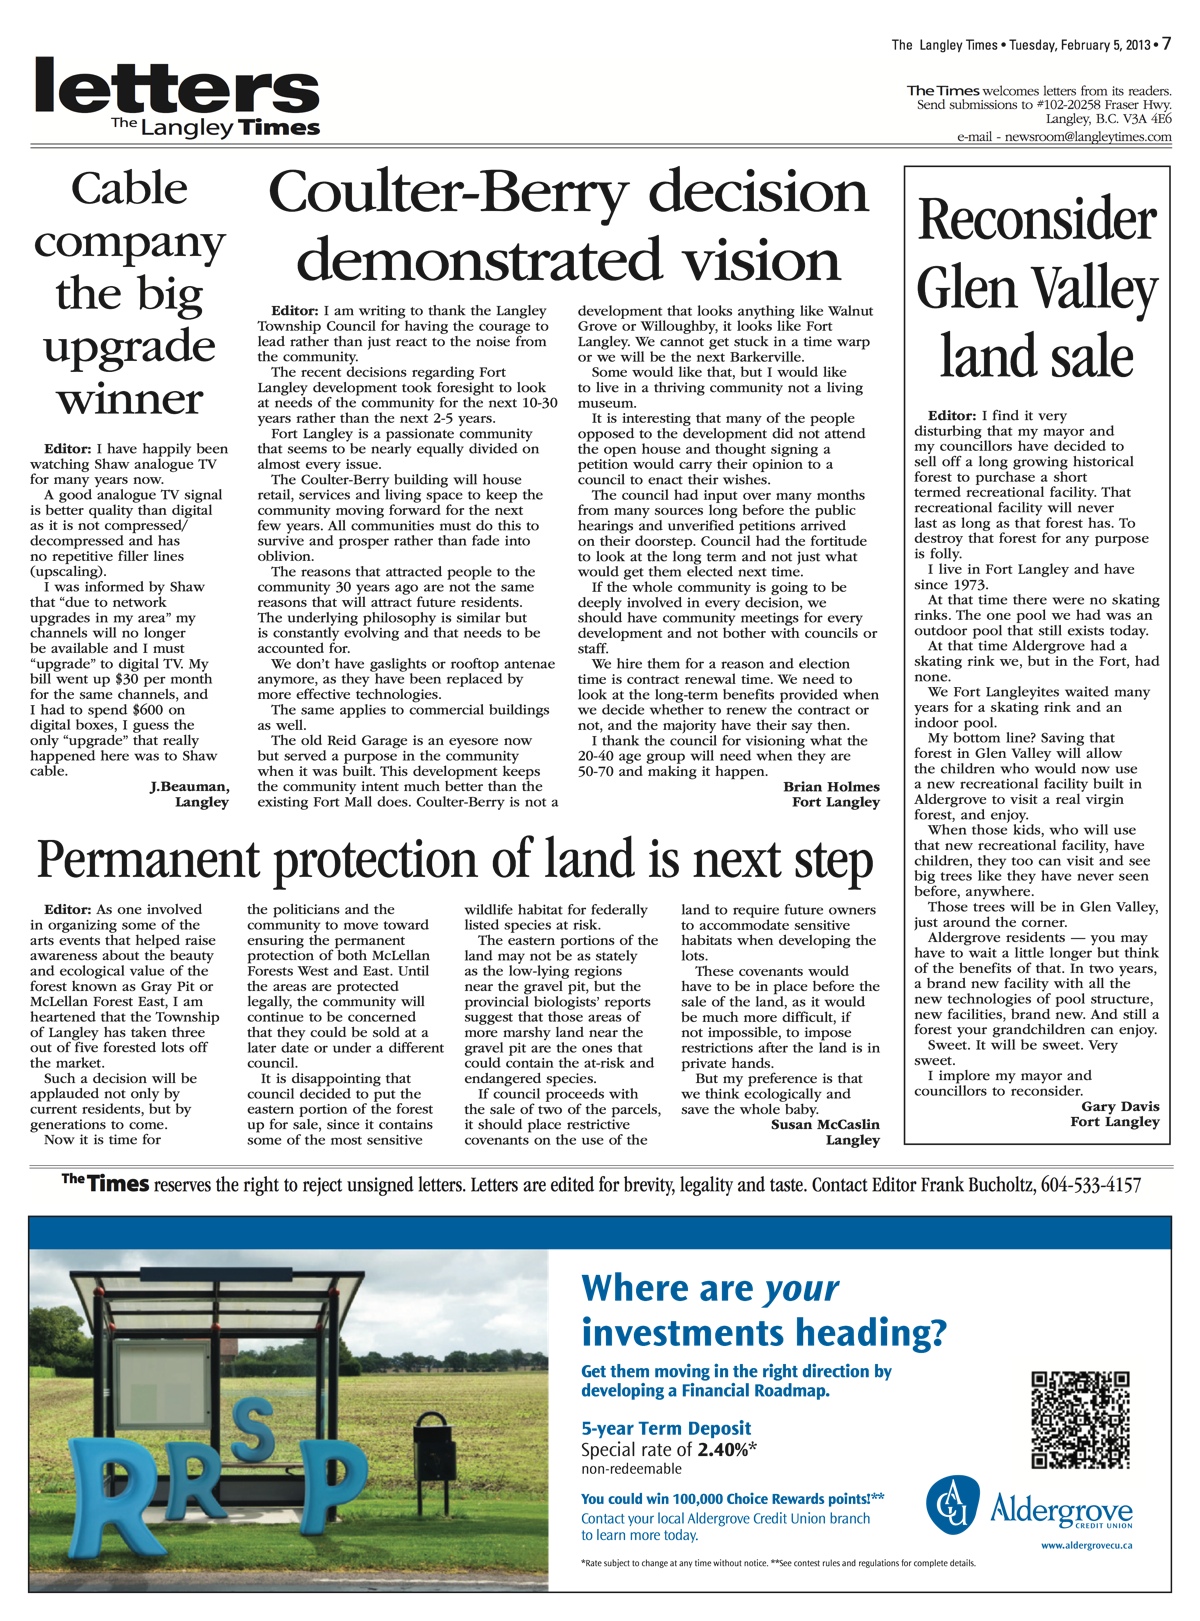 The Langley Times • Tuesday, February 5, 2013 • 7
letters
The Langley Times
The Times welcomes letters from its readers.
Send submissions to #102-20258 Fraser Hwy.
Langley, B.C. V3A 4E6
e-mail - newsroom@langleytimes.com
Cable
company
the big
upgrade
winner
Editor: I have happily been
watching Shaw analogue TV
for many years now.
A good analogue TV signal
is better quality than digital
as it is not compressed/
decompressed and has
no repetitive filler lines
(upscaling).
I was informed by Shaw
that “due to network
upgrades in my area” my
channels will no longer
be available and I must
“upgrade” to digital TV. My
bill went up $30 per month
for the same channels, and
I had to spend $600 on
digital boxes, I guess the
only “upgrade” that really
happened here was to Shaw
cable.
J.Beauman,
Langley
Coulter-Berry decision
demonstrated vision
Editor: I am writing to thank the Langley
Township Council for having the courage to
lead rather than just react to the noise from
the community.
The recent decisions regarding Fort
Langley development took foresight to look
at needs of the community for the next 10-30
years rather than the next 2-5 years.
Fort Langley is a passionate community
that seems to be nearly equally divided on
almost every issue.
The Coulter-Berry building will house
retail, services and living space to keep the
community moving forward for the next
few years. All communities must do this to
survive and prosper rather than fade into
oblivion.
The reasons that attracted people to the
community 30 years ago are not the same
reasons that will attract future residents.
The underlying philosophy is similar but
is constantly evolving and that needs to be
accounted for.
We don’t have gaslights or rooftop antenae
anymore, as they have been replaced by
more effective technologies.
The same applies to commercial buildings
as well.
The old Reid Garage is an eyesore now
but served a purpose in the community
when it was built. This development keeps
the community intent much better than the
existing Fort Mall does. Coulter-Berry is not a
development that looks anything like Walnut
Grove or Willoughby, it looks like Fort
Langley. We cannot get stuck in a time warp
or we will be the next Barkerville.
Some would like that, but I would like
to live in a thriving community not a living
museum.
It is interesting that many of the people
opposed to the development did not attend
the open house and thought signing a
petition would carry their opinion to a
council to enact their wishes.
The council had input over many months
from many sources long before the public
hearings and unverified petitions arrived
on their doorstep. Council had the fortitude
to look at the long term and not just what
would get them elected next time.
If the whole community is going to be
deeply involved in every decision, we
should have community meetings for every
development and not bother with councils or
staff.
We hire them for a reason and election
time is contract renewal time. We need to
look at the long-term benefits provided when
we decide whether to renew the contract or
not, and the majority have their say then.
I thank the council for visioning what the
20-40 age group will need when they are
50-70 and making it happen.
Brian Holmes
Fort Langley
Reconsider
Glen Valley
land sale
Editor: I find it very
disturbing that my mayor and
my councillors have decided to
sell off a long growing historical
forest to purchase a short
termed recreational facility. That
recreational facility will never
last as long as that forest has. To
destroy that forest for any purpose
is folly.
I live in Fort Langley and have
since 1973.
At that time there were no skating
rinks. The one pool we had was an
outdoor pool that still exists today.
At that time Aldergrove had a
skating rink we, but in the Fort, had
none.
We Fort Langleyites waited many
years for a skating rink and an
indoor pool.
My bottom line? Saving that
forest in Glen Valley will allow
the children who would now use
a new recreational facility built in
Aldergrove to visit a real virgin
forest, and enjoy.
When those kids, who will use
that new recreational facility, have
children, they too can visit and see
big trees like they have never seen
before, anywhere.
Those trees will be in Glen Valley,
just around the corner.
Aldergrove residents — you may
have to wait a little longer but think
of the benefits of that. In two years,
a brand new facility with all the
new technologies of pool structure,
new facilities, brand new. And still a
forest your grandchildren can enjoy.
Sweet. It will be sweet. Very
sweet.
I implore my mayor and
councillors to reconsider.
Gary Davis
Fort Langley
Permanent protection of land is next step
Editor: As one involved
in organizing some of the
arts events that helped raise
awareness about the beauty
and ecological value of the
forest known as Gray Pit or
McLellan Forest East, I am
heartened that the Township
of Langley has taken three
out of five forested lots off
the market.
Such a decision will be
applauded not only by
current residents, but by
generations to come.
Now it is time for
the politicians and the
community to move toward
ensuring the permanent
protection of both McLellan
Forests West and East. Until
the areas are protected
legally, the community will
continue to be concerned
that they could be sold at a
later date or under a different
council.
It is disappointing that
council decided to put the
eastern portion of the forest
up for sale, since it contains
some of the most sensitive
wildlife habitat for federally
listed species at risk.
The eastern portions of the
land may not be as stately
as the low-lying regions
near the gravel pit, but the
provincial biologists’ reports
suggest that those areas of
more marshy land near the
gravel pit are the ones that
could contain the at-risk and
endangered species.
If council proceeds with
the sale of two of the parcels,
it should place restrictive
covenants on the use of the
land to require future owners
to accommodate sensitive
habitats when developing the
lots.
These covenants would
have to be in place before the
sale of the land, as it would
be much more difficult, if
not impossible, to impose
restrictions after the land is in
private hands.
But my preference is that
we think ecologically and
save the whole baby.
Susan McCaslin
Langley
The Times reserves the right to reject unsigned letters. Letters are edited for brevity, legality and taste. Contact Editor Frank Bucholtz, 604-533-4157
RRSP
Where are your
investments heading?
Get them moving in the right direction by
developing a Financial Roadmap.
5-year Term Deposit
Special rate of 2.40%*
non-redeemable
You could win 100,000 Choice Rewards points!**
Contact your local Aldergrove Credit Union branch
to learn more today.
*Rate subject to change at any time without notice. **See contest rules and regulations for complete details.
ACU
Aldergrove
CREDIT UNION
www.aldergrovecu.ca